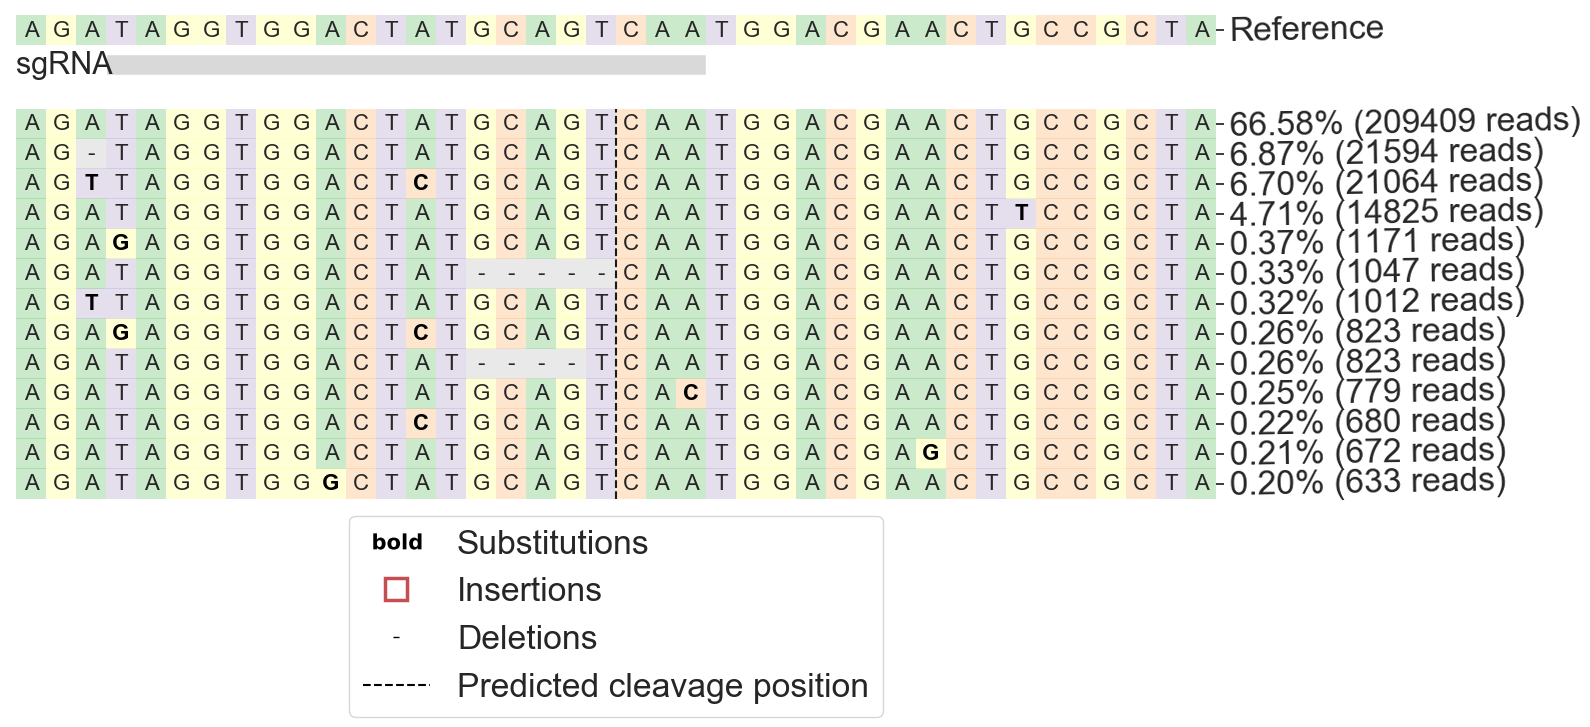 A G A T A G G T G G A C T A T G C A G T C A A T G G A C G A A C T G C C G C T A Reference
sgRNA
A G A T A G G T G G A C T A T G C A G T C A A T G G A C G A A C T G C C G C T A 66.58% (209409 reads)
A G - T A G G T G G A C T A T G C A G T C A A T G G A C G A A C T G C C G C T A 6.87% (21594 reads)
A G T T A G G T G G A C T C T G C A G T C A A T G G A C G A A C T G C C G C T A 6.70% (21064 reads)
A G A T A G G T G G A C T A T G C A G T C A A T G G A C G A A C T T C C G C T A 4.71% (14825 reads)
A G A G A G G T G G A C T A T G C A G T C A A T G G A C G A A C T G C C G C T A 0.37% (1171 reads)
A G A T A G G T G G A C T A T - - - - - C A A T G G A C G A A C T G C C G C T A 0.33% (1047 reads)
A G T T A G G T G G A C T A T G C A G T C A A T G G A C G A A C T G C C G C T A 0.32% (1012 reads)
A G A G A G G T G G A C T C T G C A G T C A A T G G A C G A A C T G C C G C T A 0.26% (823 reads)
A G A T A G G T G G A C T A T - - - - T C A A T G G A C G A A C T G C C G C T A 0.26% (823 reads)
A G A T A G G T G G A C T A T G C A G T C A C T G G A C G A A C T G C C G C T A 0.25% (779 reads)
A G A T A G G T G G A C T C T G C A G T C A A T G G A C G A A C T G C C G C T A 0.22% (680 reads)
A G A T A G G T G G A C T A T G C A G T C A A T G G A C G A G C T G C C G C T A 0.21% (672 reads)
A G A T A G G T G G G C T A T G C A G T C A A T G G A C G A A C T G C C G C T A 0.20% (633 reads)
bold Substitutions
Insertions
- Deletions
Predicted cleavage position